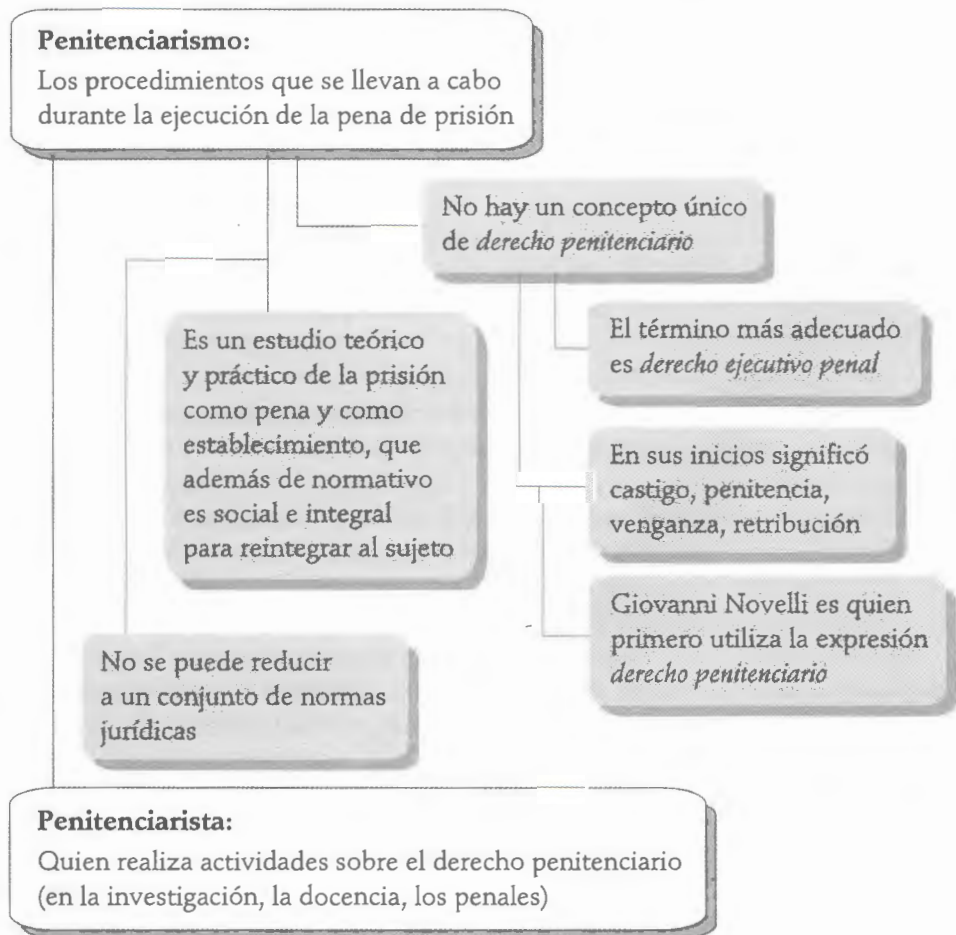 Penitenciarismo:
Los procedimientos que se llevan a cabo
durante la ejecución de la pena de prisión
No hay un concepto único
de derecho penitenciario
El término más adecuado
es derecho ejecutivo penal
En sus inicios significó
castigo, penitencia,
venganza, retribución
Giovanni Novelli es quien
primero utiliza la expresión
derecho penitenciario
Es un estudio teórico
y práctico de la prisión
como pena y como
establecimiento, que
además de normativo
es social e integral
para reintegrar al sujeto
No se puede reducir
a un conjunto de normas
jurídicas
Penitenciarista:
Quien realiza actividades sobre el derecho penitenciario
(en la investigación, la docencia, los penales)